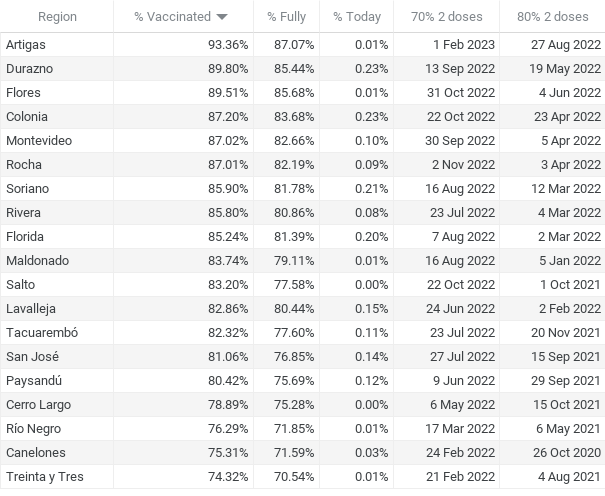 Region % Vaccinated % Fully % Today 70% 2 doses 80% 2 doses
Artigas 93.36% 87.07% 0.01% 1 Feb 2023 27 Aug 2022
Durazno 89.80% 85.44% 0.23% 13 Sep 2022 19 May 2022
Flores 89.51% 85.68% 0.01% 31 Oct 2022 4 Jun 2022
Colonia 87.20% 83.68% 0.23% 22 Oct 2022 23 Apr 2022
Montevideo 87.02% 82.66% 0.10% 30 Sep 2022 5 Apr 2022
Rocha 87.01% 82.19% 0.09% 2 Nov 2022 3 Apr 2022
Soriano 85.90% 81.78% 0.21% 16 Aug 2022 12 Mar 2022
Rivera 85.80% 80.86% 0.08% 23 Jul 2022 4 Mar 2022
Florida 85.24% 81.39% 0.20% 7 Aug 2022 2 Mar 2022
Maldonado 83.74% 79.11% 0.01% 16 Aug 2022 5 Jan 2022
Salto 83.20% 77.58% 0.00% 22 Oct 2022 1 Oct 2021
Lavalleja 82.86% 80.44% 0.15% 24 Jun 2022 2 Feb 2022
Tacuarembó 82.32% 77.60% 0.11% 23 Jul 2022 20 Nov 2021
San José 81.06% 76.85% 0.14% 27 Jul 2022 15 Sep 2021
Paysandú 80.42% 75.69% 0.12% 9 Jun 2022 29 Sep 2021
Cerro Largo 78.89% 75.28% 0.00% 6 May 2022 15 Oct 2021
Río Negro 76.29% 71.85% 0.01% 17 Mar 2022 6 May 2021
Canelones 75.31% 71.59% 0.03% 24 Feb 2022 26 Oct 2020
Treinta y Tres 74.32% 70.54% 0.01% 21 Feb 2022 4 Aug 2021